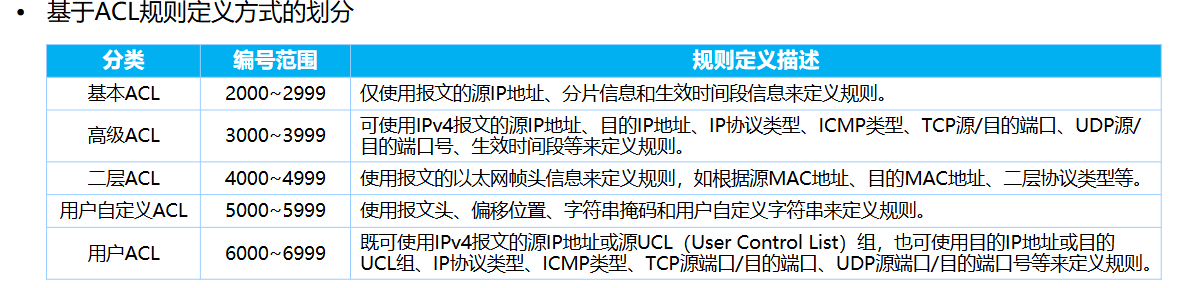 • 基于ACL规则定义方式的划分
分类 编号范围 规则定义描述
基本ACL 2000~2999 仅使用报文的源IP地址、分片信息和生效时间段信息来定义规则。
高级ACL 3000~3999 可使用IPv4报文的源IP地址、目的IP地址、IP协议类型、ICMP类型、TCP源/目的端口、UDP源/
目的端口号、生效时间段等来定义规则。
二层ACL 4000~4999 使用报文的以太网帧头信息来定义规则，如根据源MAC地址、目的MAC地址、二层协议类型等。
用户自定义ACL 5000~5999 使用报文头、偏移位置、字符串掩码和用户自定义字符串来定义规则。
用户ACL 6000~6999 既可使用IPv4报文的源IP地址或源UCL（User Control List）组，也可使用目的IP地址或目的
UCL组、IP协议类型、ICMP类型、TCP源端口/目的端口、UDP源端口/目的端口号等来定义规则。